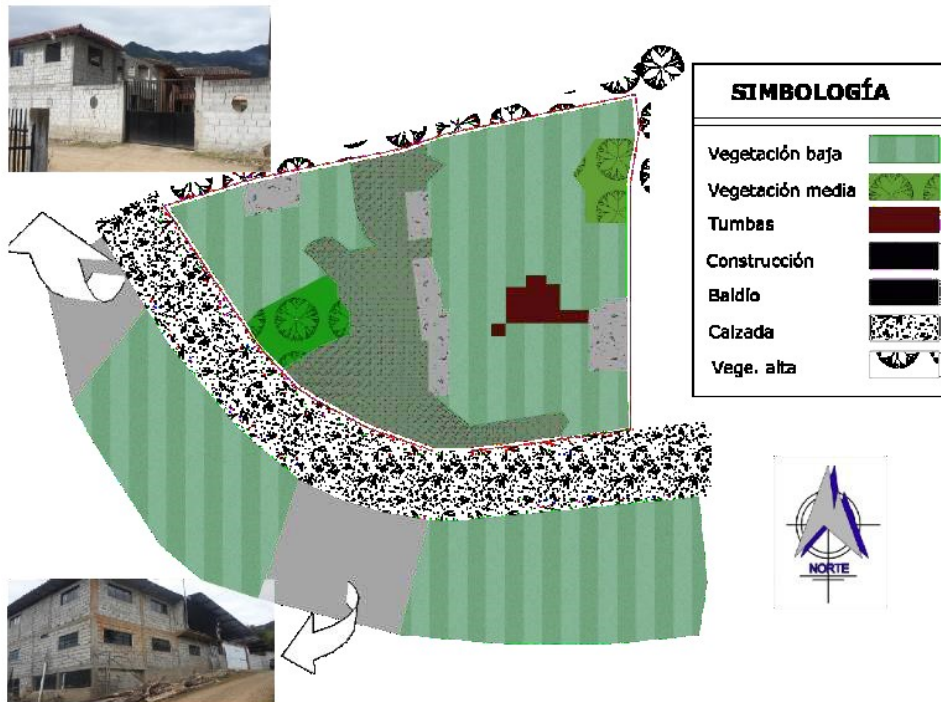 SIMBOLOGÍA
Vegetación baja
Vegetación media
Tumbas
Construcción
Baldío
Calzada
Vege. alta
NORTE